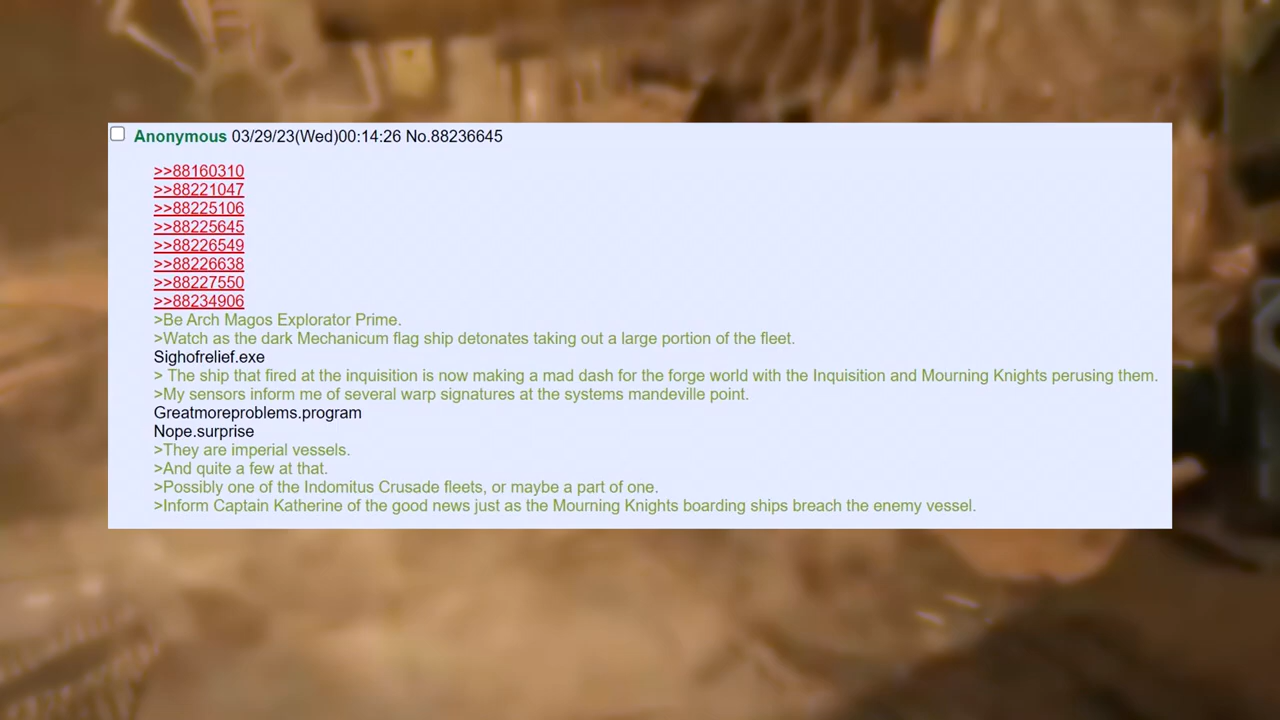 Anonymous 03/29/23(Wed)00:14:26 No.88236645
>>88160310
>>88221047
>>88225106
>>88225645
>>88226549
>>88226638
>>88227550
>>88234906
>Be Arch Magos Explorator Prime.
>Watch as the dark Mechanicum flag ship detonates taking out a large portion of the fleet.
Sighofrelief.exe
> The ship that fired at the inquisition is now making a mad dash for the forge world with the Inquisition and Mourning Knights perusing them.
>My sensors inform me of several warp signatures at the systems mandeville point.
Greatmoreproblems.program
Nope.surprise
>They are imperial vessels.
>And quite a few at that.
>Possibly one of the Indomitus Crusade fleets, or maybe a part of one.
>Inform Captain Katherine of the good news just as the Mourning Knights boarding ships breach the enemy vessel.